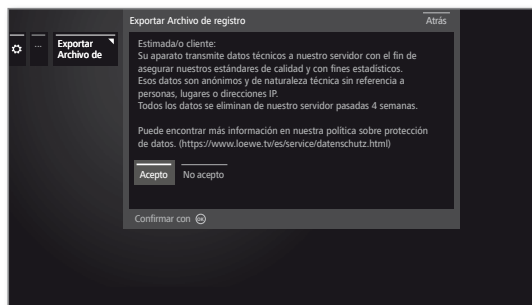 Exportar Archivo de registro
Atrás
...
Exportar
Archivo de
Estimada/o cliente:
Su aparato transmite datos técnicos a nuestro servidor con el fin de
asegurar nuestros estándares de calidad y con fines estadísticos.
Esos datos son anónimos y de naturaleza técnica sin referencia a
personas, lugares o direcciones IP.
Todos los datos se eliminan de nuestro servidor pasadas 4 semanas.
Puede encontrar más información en nuestra política sobre protección
de datos. (https://www.loewe.tv/es/service/datenschutz.html)
Acepto
No acepto
Confirmar con OK